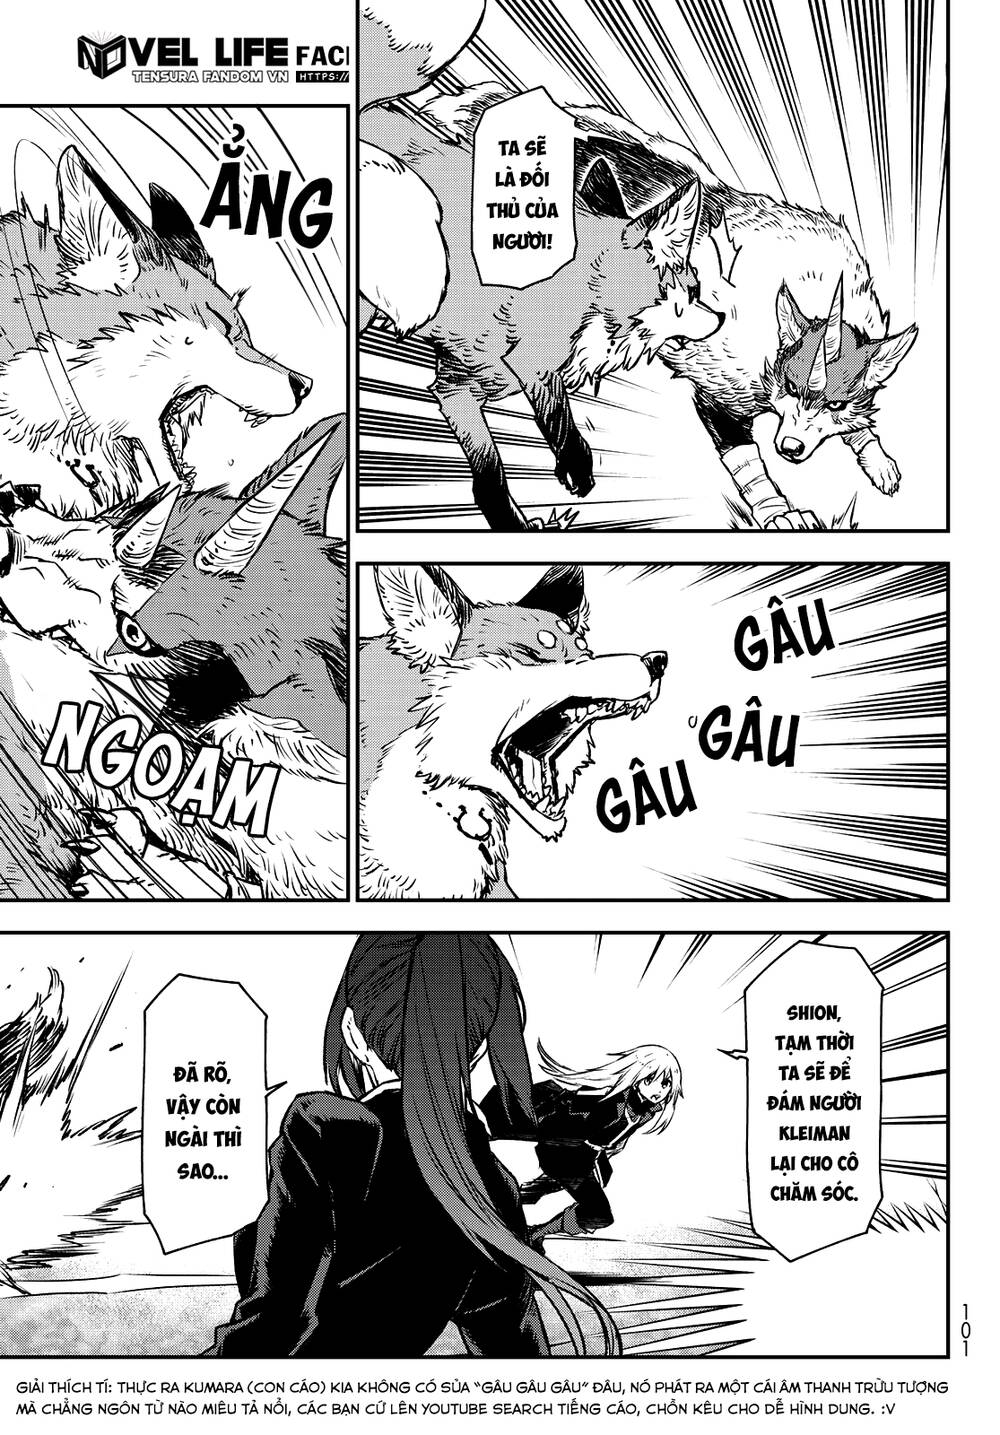 NOVEL LIFE FACE
TENSURA FANDOM VN HTTPS:/
TA SẼ
LÀ ĐỐI
THỦ CỦA
NGƯƠI!
ẲNG
GÂU
GÂU
GÂU
NGOẠM
SHION,
TẠM THỜI
TA SẼ ĐỂ
ĐÁM NGƯỜI
KLEIMAN
LẠI CHO CÔ
CHĂM SÓC.
ĐÃ RÕ,
VẬY CÒN
NGÀI THÌ
SAO...
101
GIẢI THÍCH TÍ: THỰC RA KUMARA (CON CÁO) KIA KHÔNG CÓ SỦA "GÂU GÂU GÂU" ĐÂU, NÓ PHÁT RA MỘT CÁI ÂM THANH TRỪU TƯỢNG
MÀ CHẲNG NGÔN TỪ NÀO MIÊU TẢ NỔI, CÁC BẠN CỨ LÊN YOUTUBE SEARCH TIẾNG CÁO, CHỒN KÊU CHO DỄ HÌNH DUNG. :V